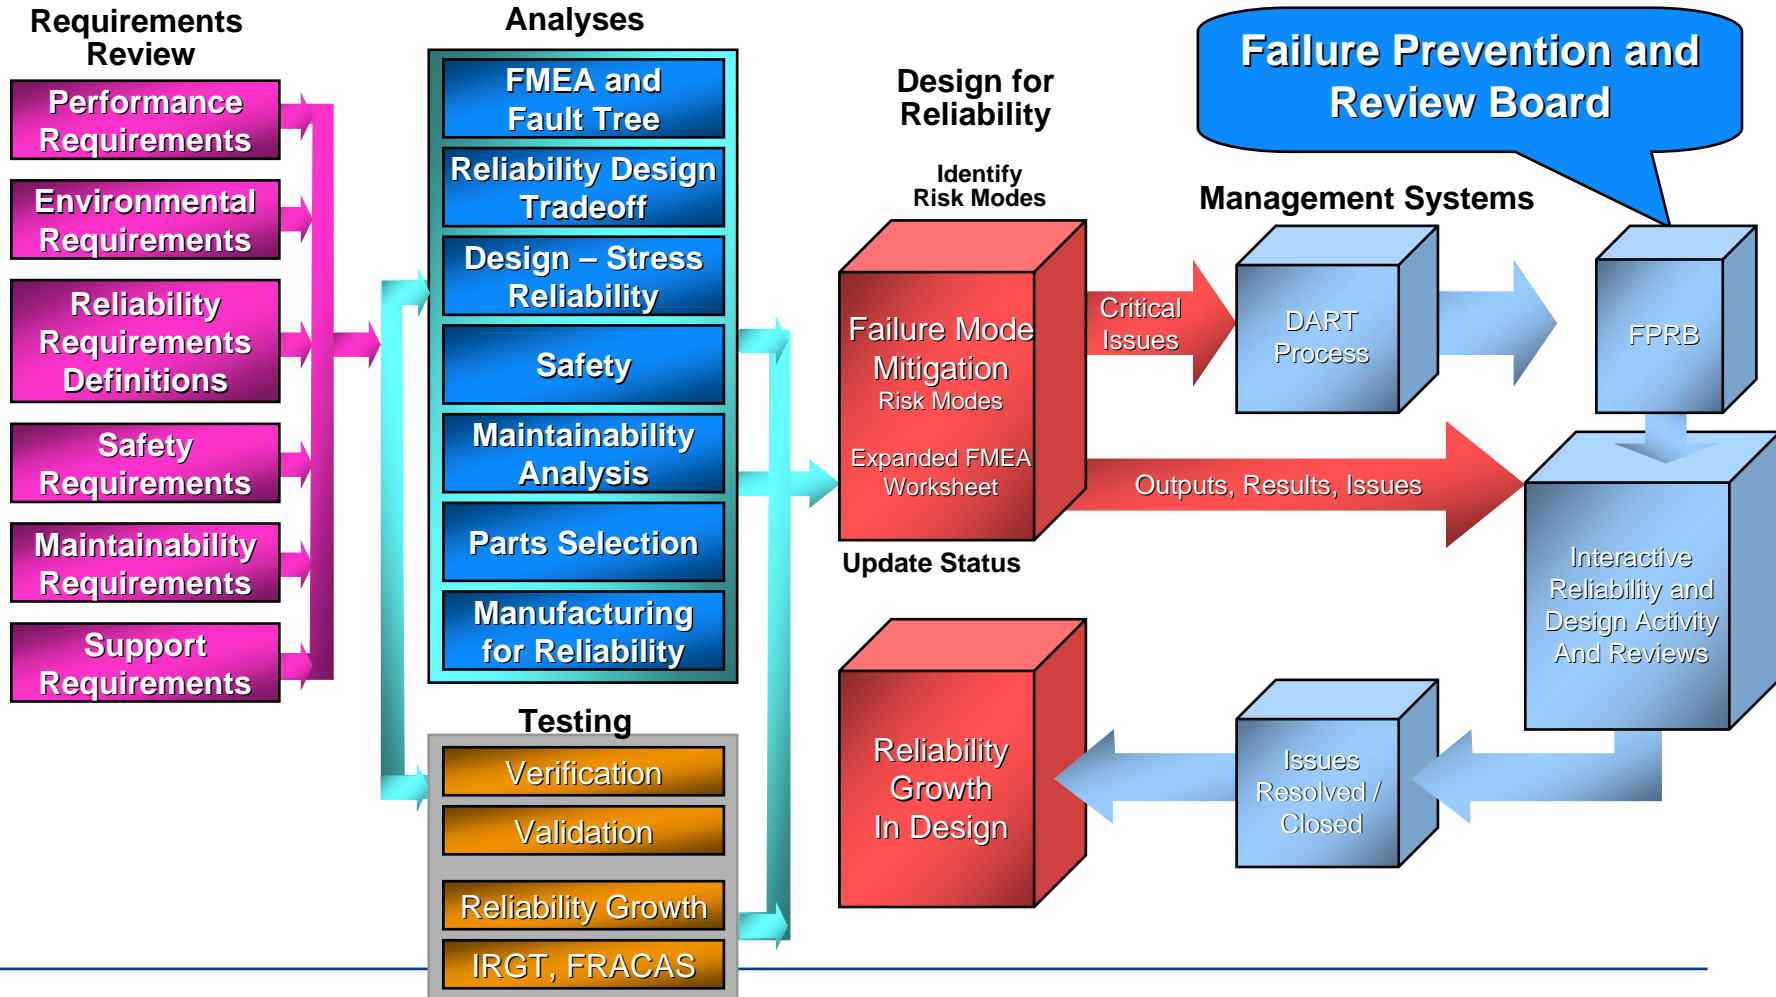 Requirements
Review
Performance
Requirements
Environmental
Requirements
Reliability
Requirements
Definitions
Safety
Requirements
Maintainability
Requirements
Support
Requirements
Analyses
FMEA and
Fault Tree
Reliability Design
Tradeoff
Design – Stress
Reliability
Safety
Maintainability
Analysis
Parts Selection
Manufacturing
for Reliability
Testing
Verification
Validation
Reliability Growth
IRGT, FRACAS
Design for
Reliability
Identify
Risk Modes
Failure Mode
Mitigation
Risk Modes
Expanded FMEA
Worksheet
Update Status
Critical
Issues
Outputs, Results, Issues
Failure Prevention and
Review Board
Management Systems
DART
Process
FPRB
Interactive
Reliability and
Design Activity
And Reviews
Issues
Resolved /
Closed
Reliability
Growth
In Design